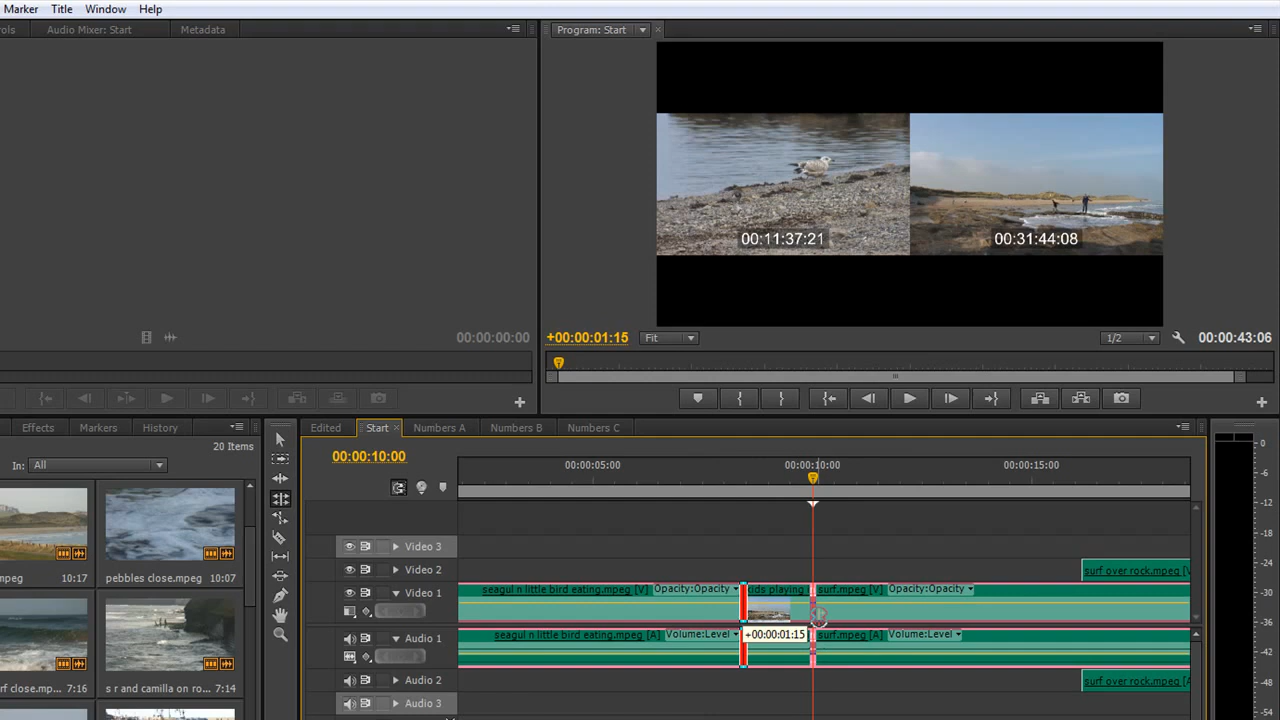 Marker Title Window Help
ols Audio Mixer: Start Metadata
Program: Start
00:11:37:21 00:31:44:08
00:00:00:00
+00:00:01:15 Fit 1/2 00:00:43:06
Effects Markers History
20 Items
In: All
mpeg 10:17 pebbles close.mpeg 10:07
rf close.mp... 7:16 s r and camilla on ro... 7:14
Edited Start Numbers A Numbers B Numbers C
00:00:10:00
00:00:05:00 00:00:10:00 00:00:15:00
Video 3
Video 2 surf over rock.mpeg [V
Video 1 seagul n little bird eating.mpeg [V] Opacity:Opacity kids playing surf.mpeg [V] Opacity:Opacity
+00:00:01:15
Audio 1 seagul n little bird eating.mpeg [A] Volume:Level surf.mpeg [A] Volume:Level
Audio 2 surf over rock.mpeg [A
Audio 3
0
-6
-12
-18
-24
-30
-36
-42
-48
-54